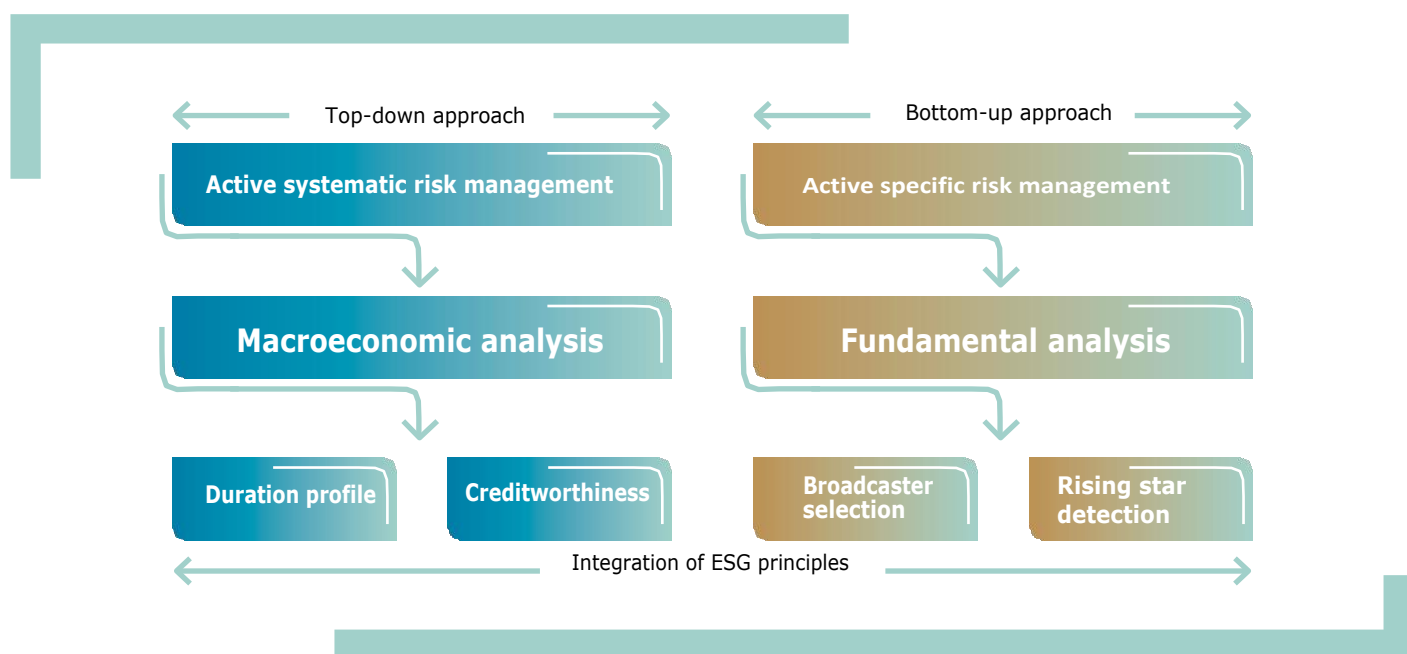 Top-down approach
Bottom-up approach
Active systematic risk management
Active specific risk management
Macroeconomic analysis
Fundamental analysis
Duration profile
Creditworthiness
Broadcaster
selection
Rising star
detection
Integration of ESG principles